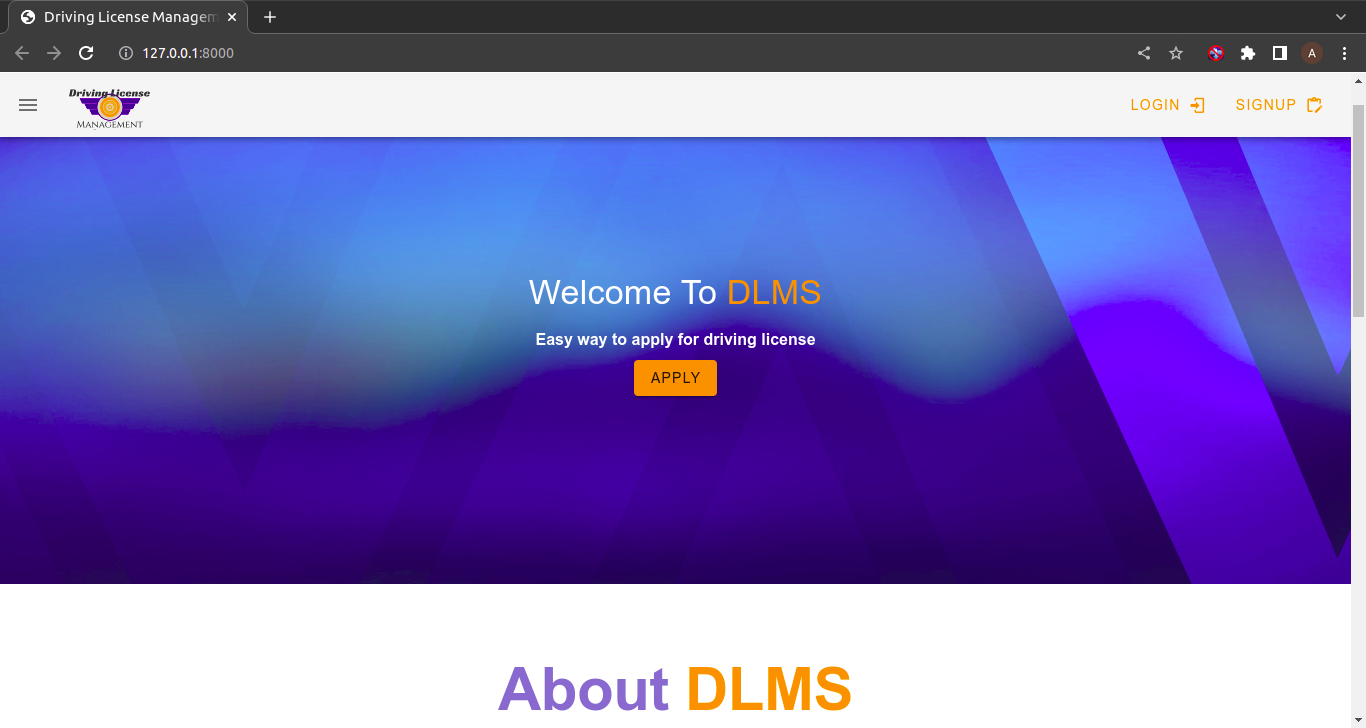 Driving License Managem
127.0.0.1:8000
A
Driving License
MANAGEMENT
LOGIN
SIGNUP
Welcome To DLMS
Easy way to apply for driving license
APPLY
About DLMS